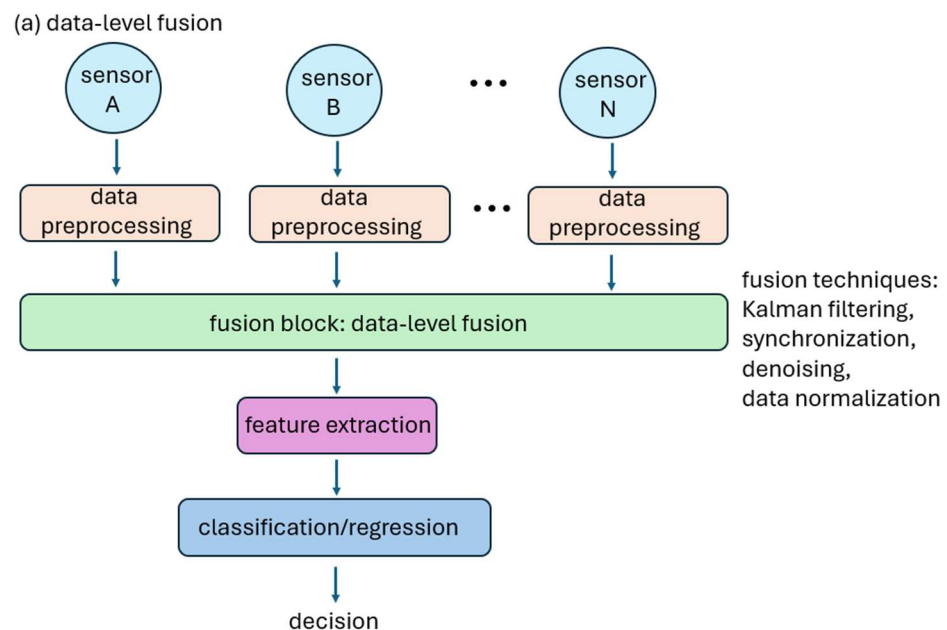 (a) data-level fusion
sensor
A
sensor
B
...
sensor
N
data
preprocessing
data
preprocessing
...
data
preprocessing
fusion block: data-level fusion
fusion techniques:
Kalman filtering,
synchronization,
denoising,
data normalization
feature extraction
classification/regression
decision